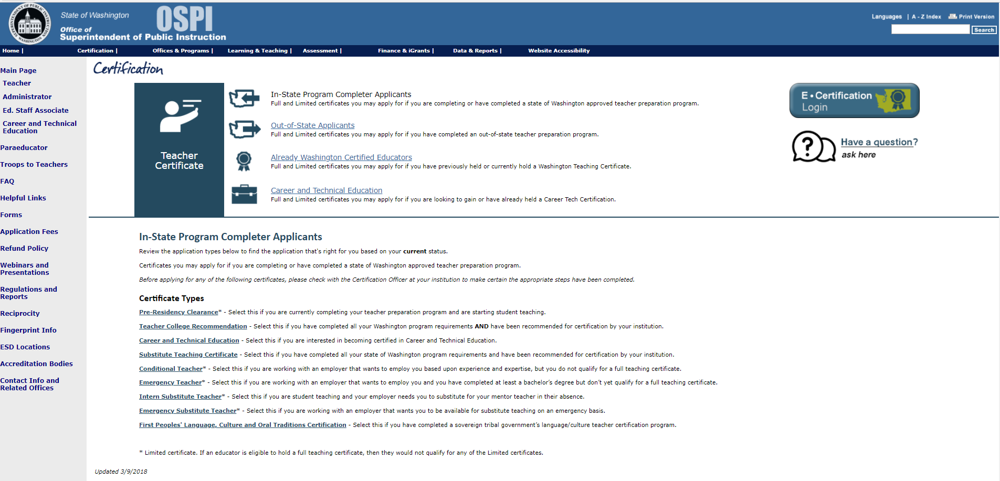 State of Washington
OSPI
Office of
Superintendent of Public Instruction
SUPERINTENDENT OF PUBLIC INSTRUCTION
WASHINGTON
Languages | A - Z Index Print Version
Search
Home | Certification | Offices & Programs | Learning & Teaching | Assessment | Finance & iGrants | Data & Reports | Website Accessibility
Main Page
Teacher
Administrator
Ed. Staff Associate
Career and Technical
Education
Paraeducator
Troops to Teachers
FAQ
Helpful Links
Forms
Application Fees
Refund Policy
Webinars and
Presentations
Regulations and
Reports
Reciprocity
Fingerprint Info
ESD Locations
Accreditation Bodies
Contact Info and
Related Offices
Certification
Teacher
Certificate
In-State Program Completer Applicants
Full and Limited certificates you may apply for if you are completing or have completed a state of Washington approved teacher preparation program.
Out-of-State Applicants
Full and Limited certificates you may apply for if you have completed an out-of-state teacher preparation program.
Already Washington Certified Educators
Full and Limited certificates you may apply for if you have previously held or currently hold a Washington Teaching Certificate.
Career and Technical Education
Full and Limited certificates you may apply for if you are looking to gain or have already held a Career Tech Certification.
E • Certification
Login
?
Have a question?
ask here
In-State Program Completer Applicants
Review the application types below to find the application that's right for you based on your current status.
Certificates you may apply for if you are completing or have completed a state of Washington approved teacher preparation program.
Before applying for any of the following certificates, please check with the Certification Officer at your institution to make certain the appropriate steps have been completed.
Certificate Types
Pre-Residency Clearance* - Select this if you are currently completing your teacher preparation program and are starting student teaching.
Teacher College Recommendation - Select this if you have completed all your Washington program requirements AND have been recommended for certification by your institution.
Career and Technical Education - Select this if you are interested in becoming certified in Career and Technical Education.
Substitute Teaching Certificate - Select this if you have completed all your state of Washington program requirements and have been recommended for certification by your institution.
Conditional Teacher* - Select this if you are working with an employer that wants to employ you based upon experience and expertise, but you do not qualify for a full teaching certificate.
Emergency Teacher* - Select this if you are working with an employer that wants to employ you and you have completed at least a bachelor’s degree but don’t yet qualify for a full teaching certificate.
Intern Substitute Teacher* - Select this if you are student teaching and your employer needs you to substitute for your mentor teacher in their absence.
Emergency Substitute Teacher* - Select this if you are working with an employer that wants you to be available for substitute teaching on an emergency basis.
First Peoples' Language, Culture and Oral Traditions Certification - Select this if you have completed a sovereign tribal government’s language/culture teacher certification program.
* Limited certificate. If an educator is eligible to hold a full teaching certificate, then they would not qualify for any of the Limited certificates.
Updated 3/9/2018